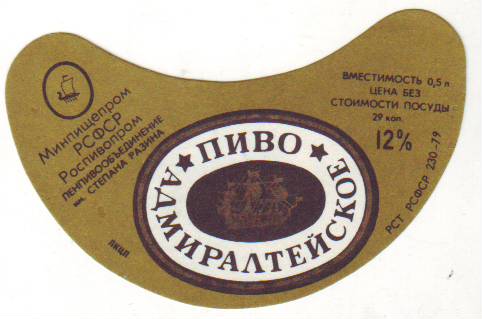 Минпищепром
РСФСР
Роспивопром
ЛЕНПИВООБЪЕДИНЕНИЕ
им. СТЕПАНА РАЗИНА
ЛКЦП
ПИВО
★ АДМИРАЛТЕЙСКОЕ ★
ВМЕСТИМОСТЬ 0,5 л
ЦЕНА БЕЗ
СТОИМОСТИ ПОСУДЫ
29 коп.
12%
РСТ РСФСР 230-79